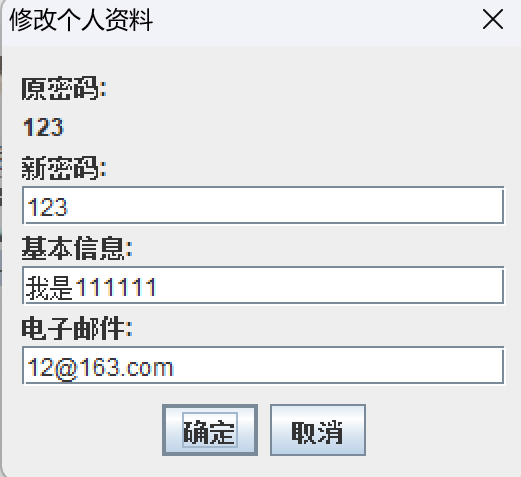 修改个人资料
原密码:
123
新密码:
123
基本信息:
我是111111
电子邮件:
12@163.com
确定 取消